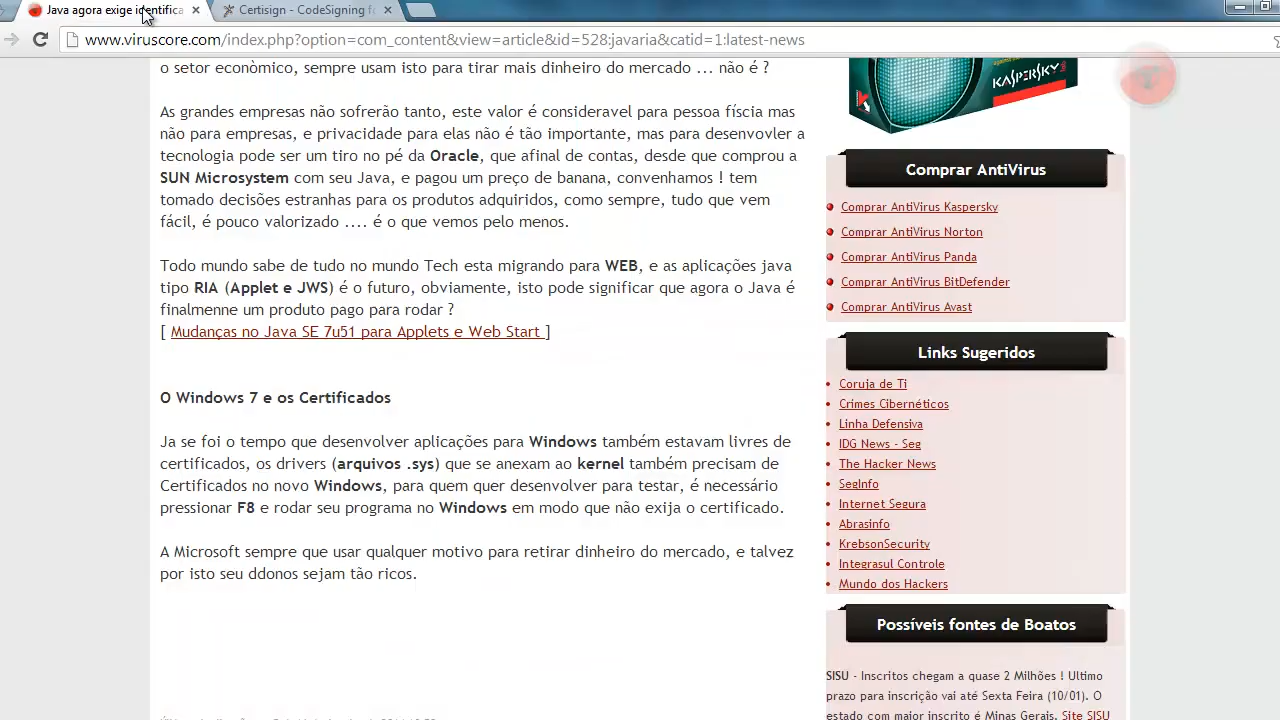 Java agora exige identifica
Certisign - CodeSigning f
www.viruscore.com/index.php?option=com_content&view=article&id=528:javaria&catid=1:latest-news
o setor econòmico, sempre usam isto para tirar mais dinheiro do mercado ... não é ?
As grandes empresas não sofrerão tanto, este valor é consideravel para pessoa físcia mas
não para empresas, e privacidade para elas não é tão importante, mas para desenvovler a
tecnologia pode ser um tiro no pé da Oracle, que afinal de contas, desde que comprou a
SUN Microsystem com seu Java, e pagou um preço de banana, convenhamos ! tem
tomado decisões estranhas para os produtos adquiridos, como sempre, tudo que vem
fácil, é pouco valorizado .... é o que vemos pelo menos.
Todo mundo sabe de tudo no mundo Tech esta migrando para WEB, e as aplicações java
tipo RIA (Applet e JWS) é o futuro, obviamente, isto pode significar que agora o Java é
finalmenne um produto pago para rodar ?
[ Mudanças no Java SE 7u51 para Applets e Web Start ]
O Windows 7 e os Certificados
Ja se foi o tempo que desenvolver aplicações para Windows também estavam livres de
certificados, os drivers (arquivos .sys) que se anexam ao kernel também precisam de
Certificados no novo Windows, para quem quer desenvolver para testar, é necessário
pressionar F8 e rodar seu programa no Windows em modo que não exija o certificado.
A Microsoft sempre que usar qualquer motivo para retirar dinheiro do mercado, e talvez
por isto seu ddonos sejam tào ricos.
KASPERSKY
Comprar AntiVirus
Comprar AntiVirus Kaspersky
Comprar AntiVirus Norton
Comprar AntiVirus Panda
Comprar AntiVirus BitDefender
Comprar AntiVirus Avast
Links Sugeridos
Coruja de Ti
Crimes Cibernéticos
Linha Defensiva
IDG News - Seg
The Hacker News
SegInfo
Internet Segura
Abrasinfo
KrebsonSecurity
Integrasul Controle
Mundo dos Hackers
Possíveis fontes de Boatos
SISU - Inscritos chegam a quase 2 Milhões ! Ultimo
prazo para inscrição vai até Sexta Feira (10/01). O
estado com maior inscrito é Minas Gerais. Site SISU